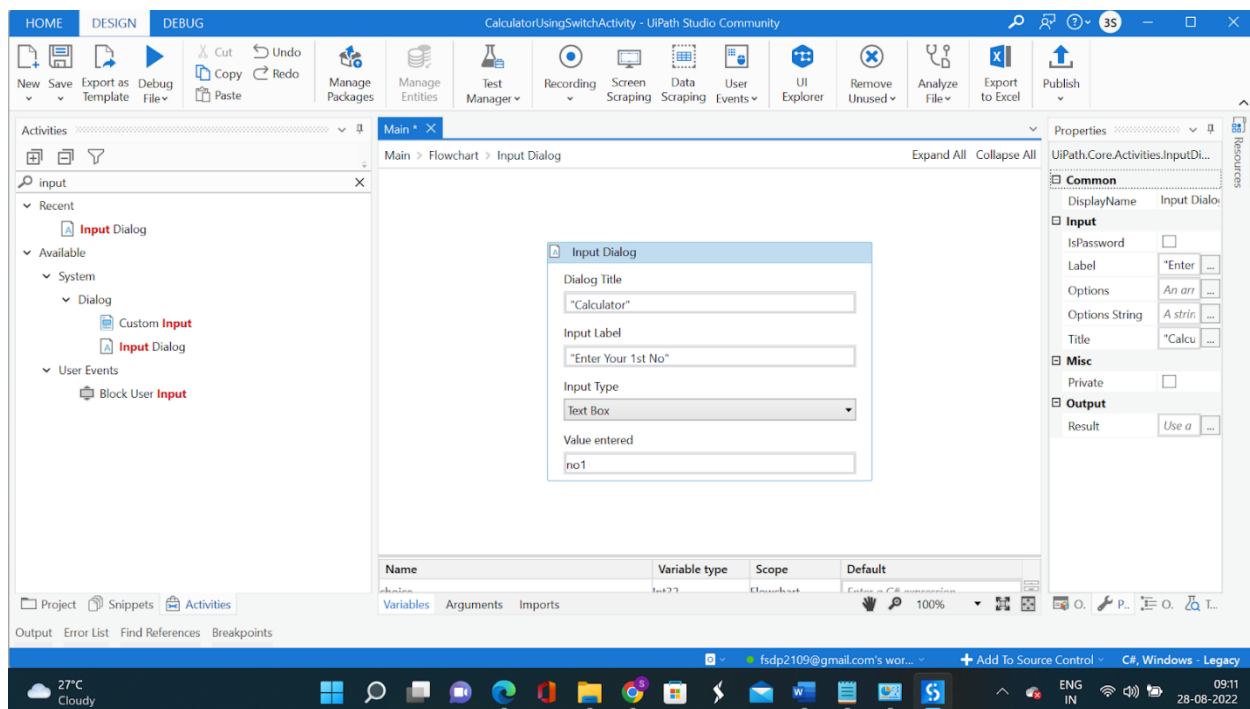 HOME DESIGN DEBUG CalculatorUsingSwitchActivity - UiPath Studio Community 3S
New Save Export as Template Debug File Cut Copy Paste Undo Redo Manage Packages Manage Entities Test Manager Recording Screen Scraping Data Scraping User Events UI Explorer Remove Unused Analyze File Export to Excel Publish
Activities
input
Recent
Input Dialog
Available
System
Dialog
Custom Input
Input Dialog
User Events
Block User Input
Main *
Main > Flowchart > Input Dialog Expand All Collapse All
Input Dialog
Dialog Title
"Calculator"
Input Label
"Enter Your 1st No"
Input Type
Text Box
Value entered
no1
Name Variable type Scope Default
Variables Arguments Imports 100%
Properties
UiPath.Core.Activities.InputDi...
Common
DisplayName Input Dialo
Input
IsPassword
Label "Enter ...
Options An arr ...
Options String A strin ...
Title "Calcu ...
Misc
Private
Output
Result Use a ...
Resources
Project Snippets Activities
O. P.. O. T...
Output Error List Find References Breakpoints
fsdp2109@gmail.com's wor... Add To Source Control C#, Windows - Legacy
27°C
Cloudy
ENG
IN
09:11
28-08-2022